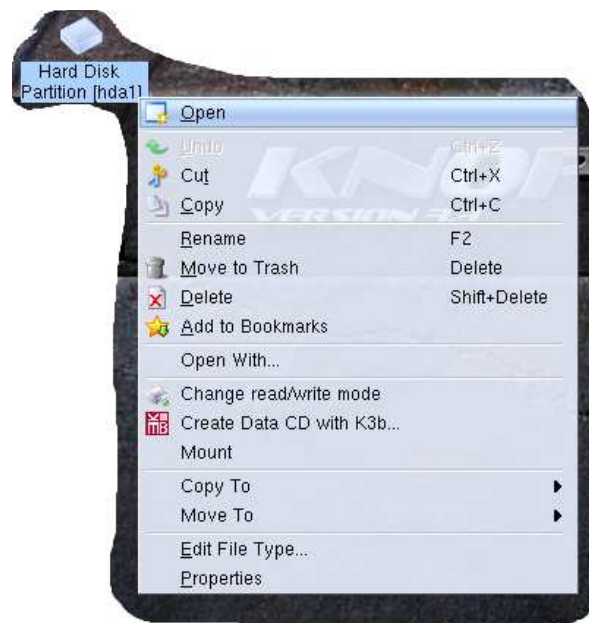 Hard Disk
Partition [hda1]
Open
Undo Ctrl+Z
Cut Ctrl+X
Copy Ctrl+C
Rename F2
Move to Trash Delete
Delete Shift+Delete
Add to Bookmarks
Open With...
Change read/write mode
Create Data CD with K3b...
Mount
Copy To
Move To
Edit File Type...
Properties
KNOP
VERSION